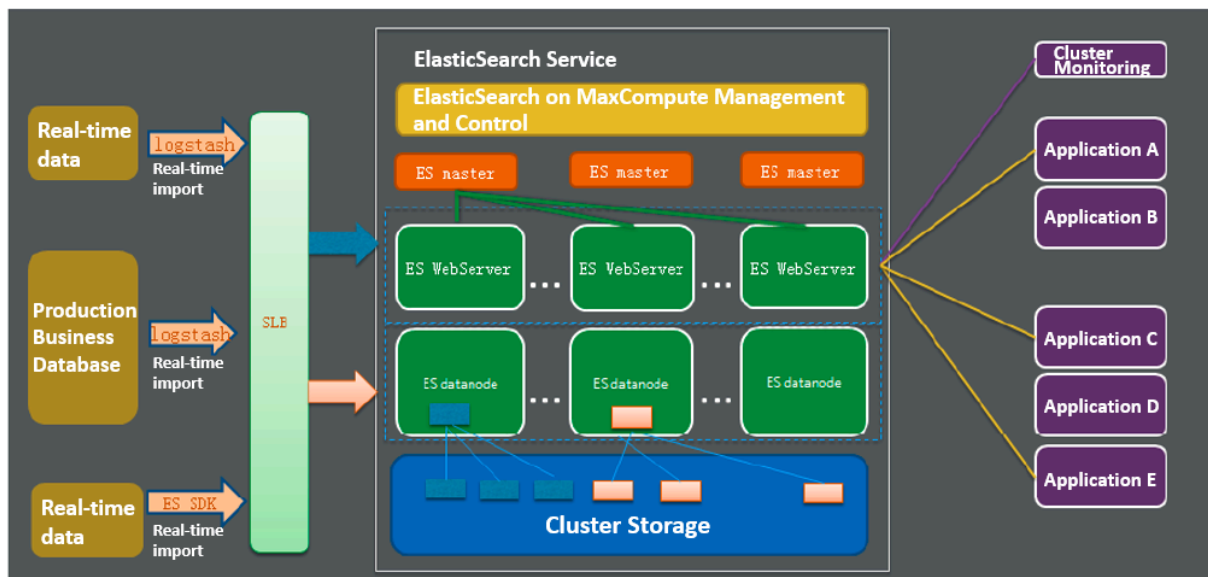 ElasticSearch Service
ElasticSearch on MaxCompute Management
and Control
ES master
ES master
ES master
ES WebServer
...
ES WebServer
...
ES WebServer
ES datanode
...
ES datanode
...
ES datanode
Cluster Storage
Real-time
data
logstash
Real-time
import
Production
Business
Database
logstash
Real-time
import
Real-time
data
ES SDK
Real-time
import
SLB
Cluster
Monitoring
Application A
Application B
Application C
Application D
Application E